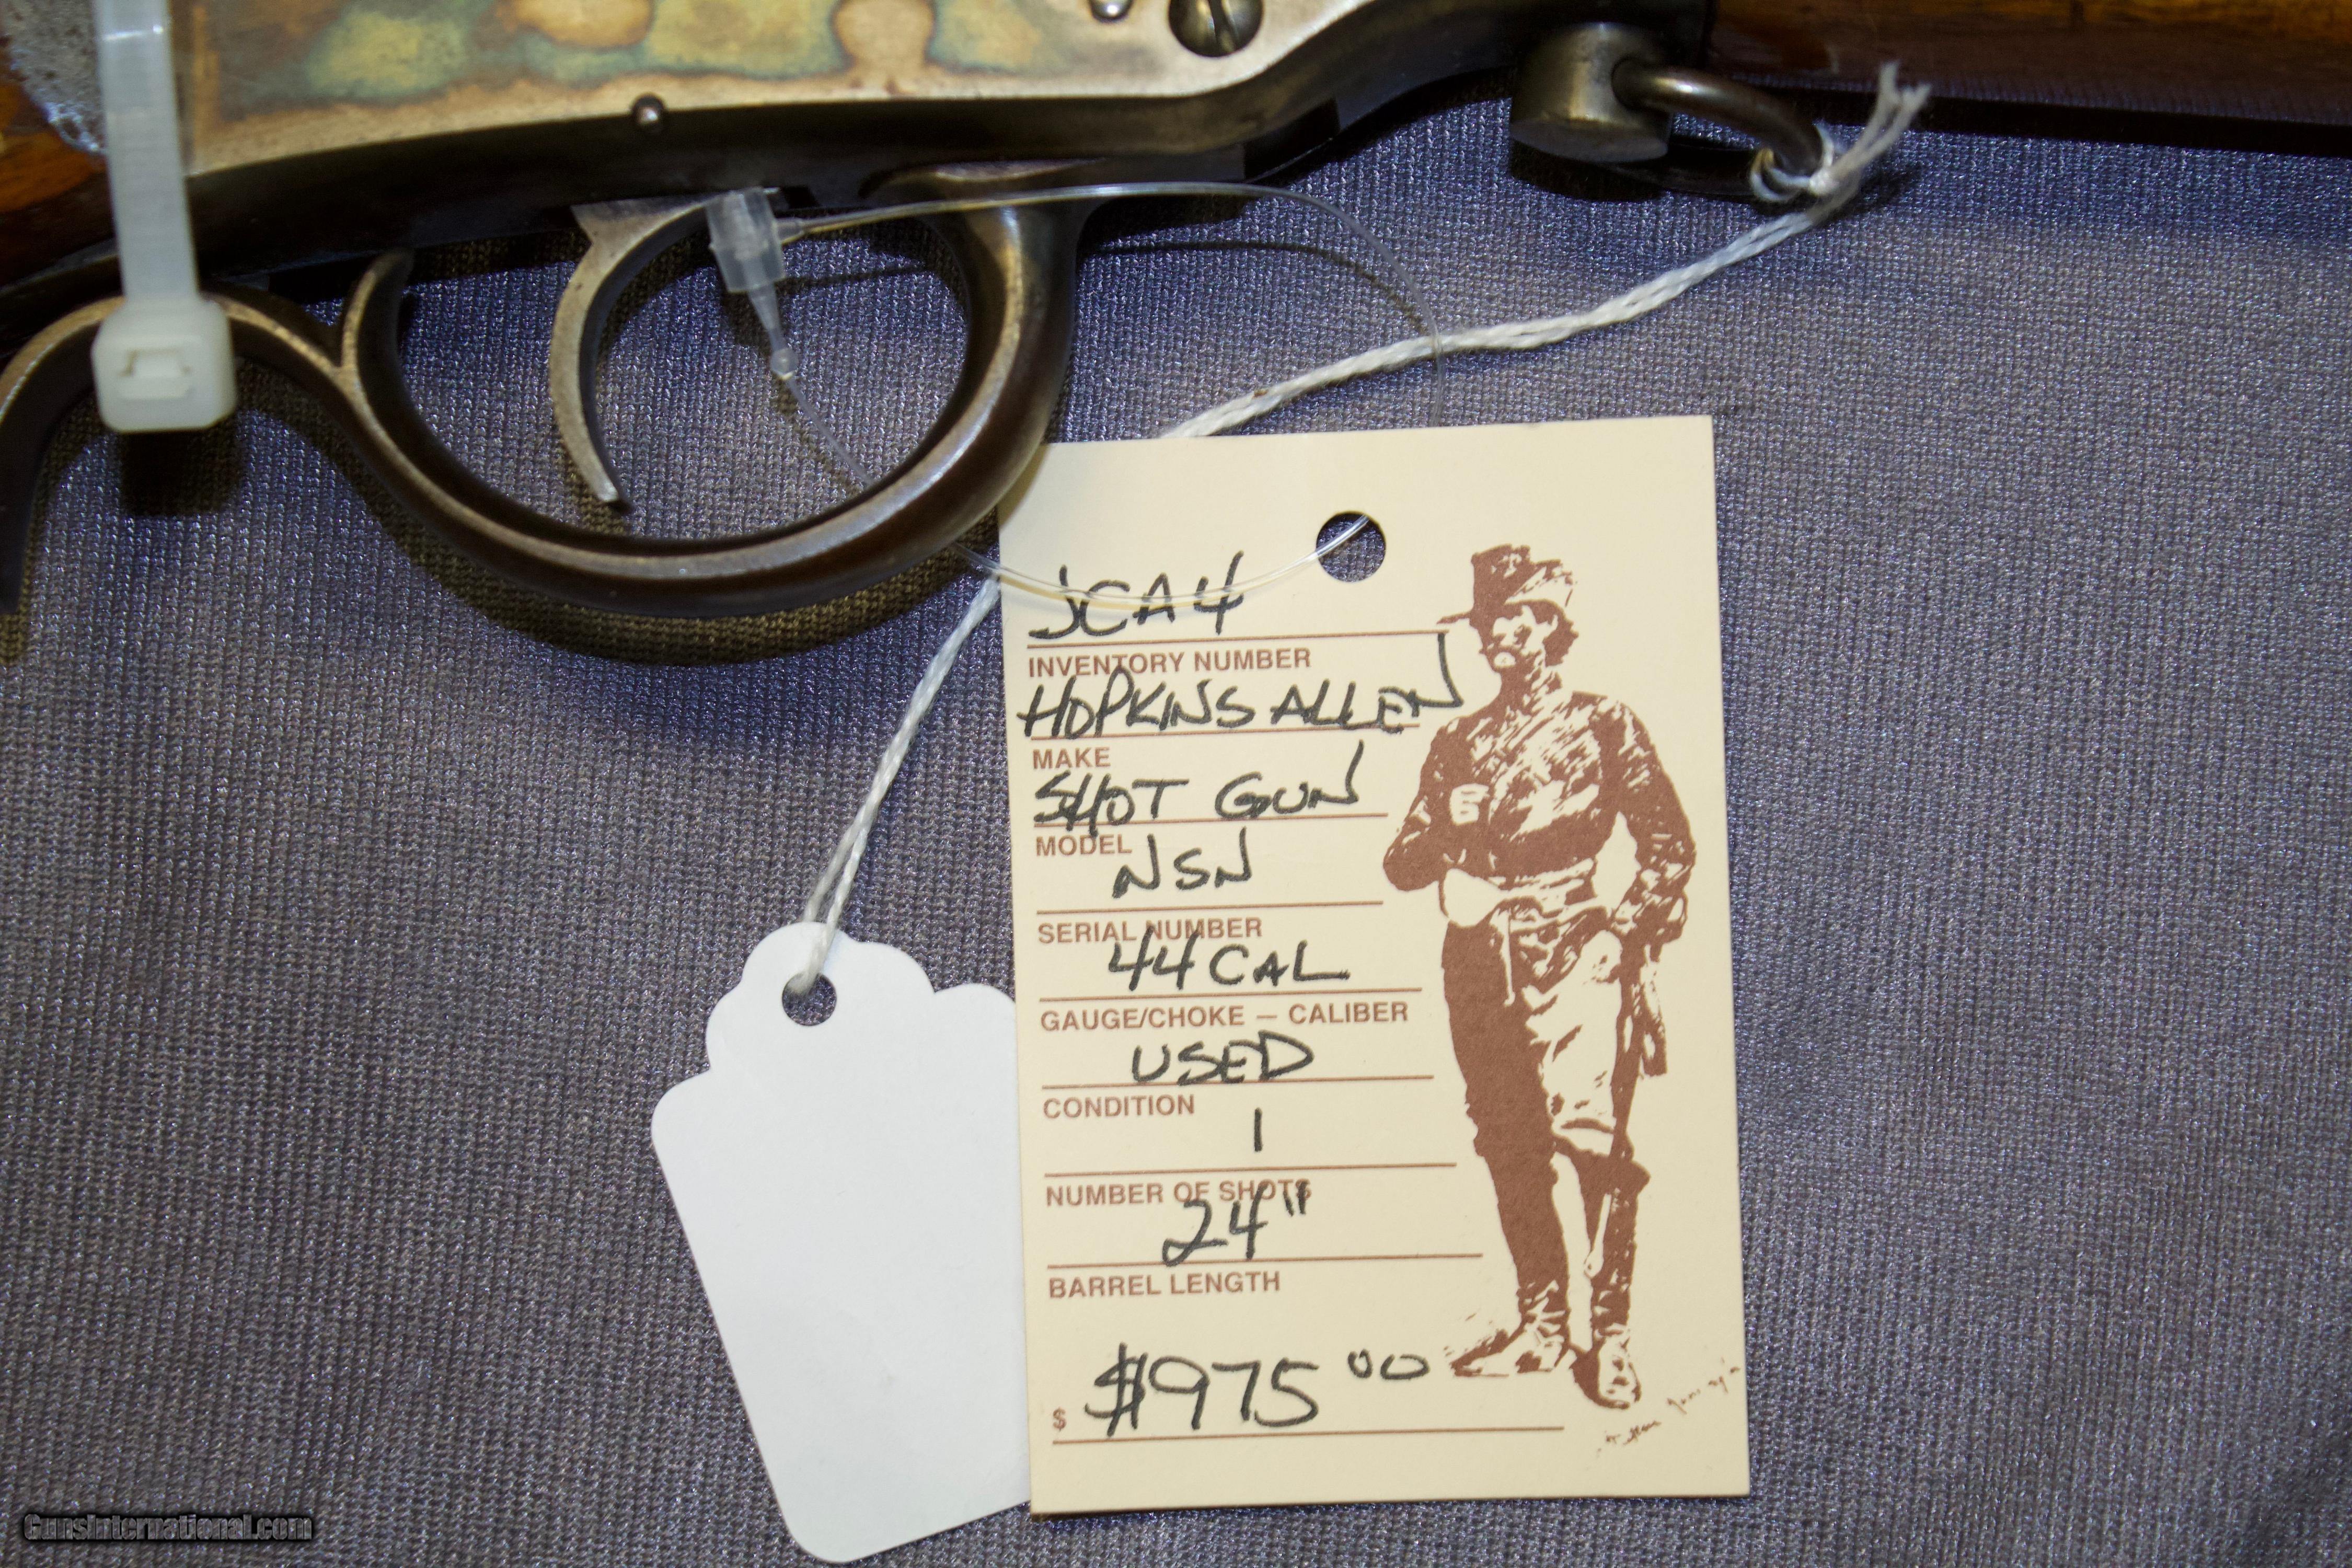 JCA4
INVENTORY NUMBER
HOPKINS ALLEN
MAKE
SHOT GUN
MODEL
NSN
SERIAL NUMBER
44 CAL
GAUGE/CHOKE — CALIBER
USED
CONDITION
1
NUMBER OF SHOTS
24"
BARREL LENGTH
$ $975.00
GunsInternational.com